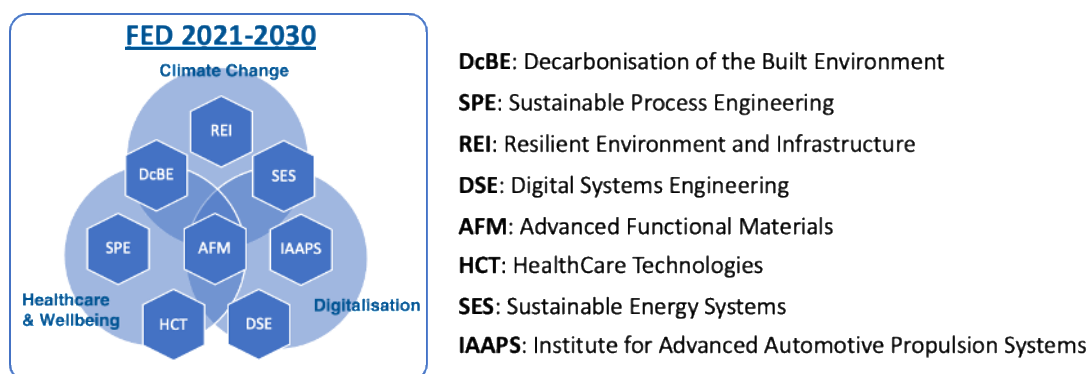 FED 2021-2030
Climate Change
REI
DcBE
SES
SPE
AFM
IAAPS
Healthcare
& Wellbeing
Digitalisation
HCT
DSE
DcBE: Decarbonisation of the Built Environment
SPE: Sustainable Process Engineering
REI: Resilient Environment and Infrastructure
DSE: Digital Systems Engineering
AFM: Advanced Functional Materials
HCT: HealthCare Technologies
SES: Sustainable Energy Systems
IAAPS: Institute for Advanced Automotive Propulsion Systems